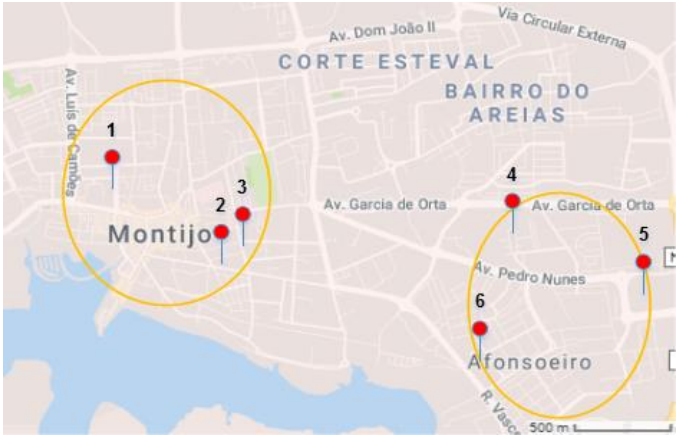 Via Circular Externa
Av. Dom João II
CORTE ESTEVAL
BAIRRO DO
AREIAS
Av. Luís de Camões
1
2
3
4
Av. Garcia de Orta
Av. Garcia de Orta
Montijo
5
Av. Pedro Nunes
6
Afonsoeiro
R. Vasco
500 m